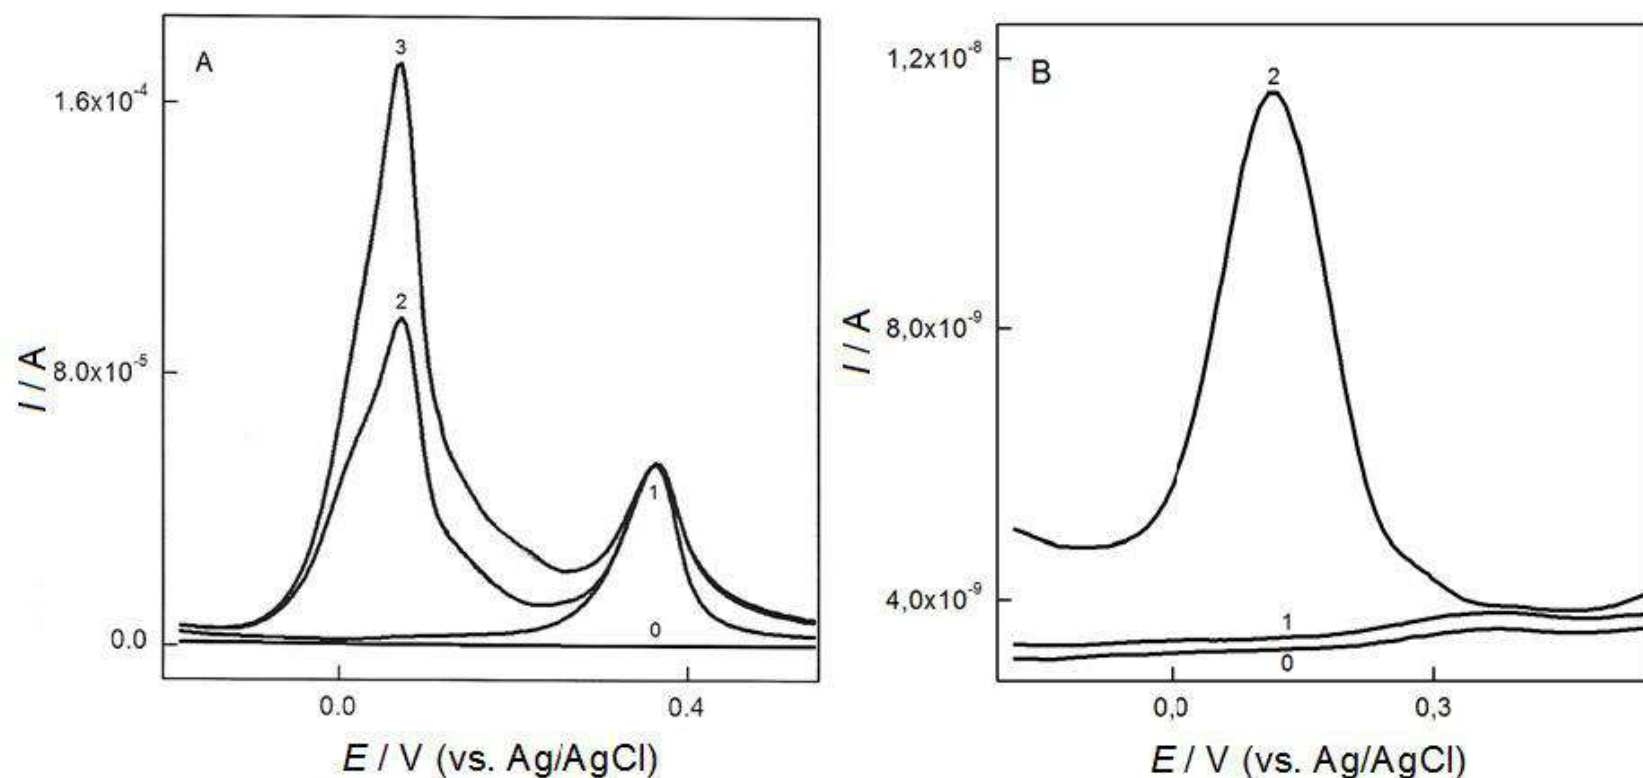 A
3
1.6x10⁻⁴
2
8.0x10⁻⁵
1
0
0.0
0.0
0.4
I / A
E / V (vs. Ag/AgCl)
B
2
1,2x10⁻⁸
8,0x10⁻⁹
4,0x10⁻⁹
1
0
0,0
0,3
I / A
E / V (vs. Ag/AgCl)